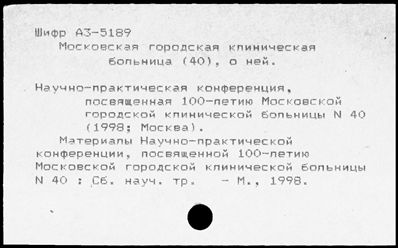 Шифр А3-5189
Московская городская клиническая
больница (40), о ней.
Научно-практическая конференция,
посвященная 100-летию Московской
городской клинической больницы N 40
(1998; Москва).
Материалы Научно-практической
конференции, посвященной 100-летию
Московской городской клинической больницы
N 40 : Сб. науч. тр. - М., 1998.